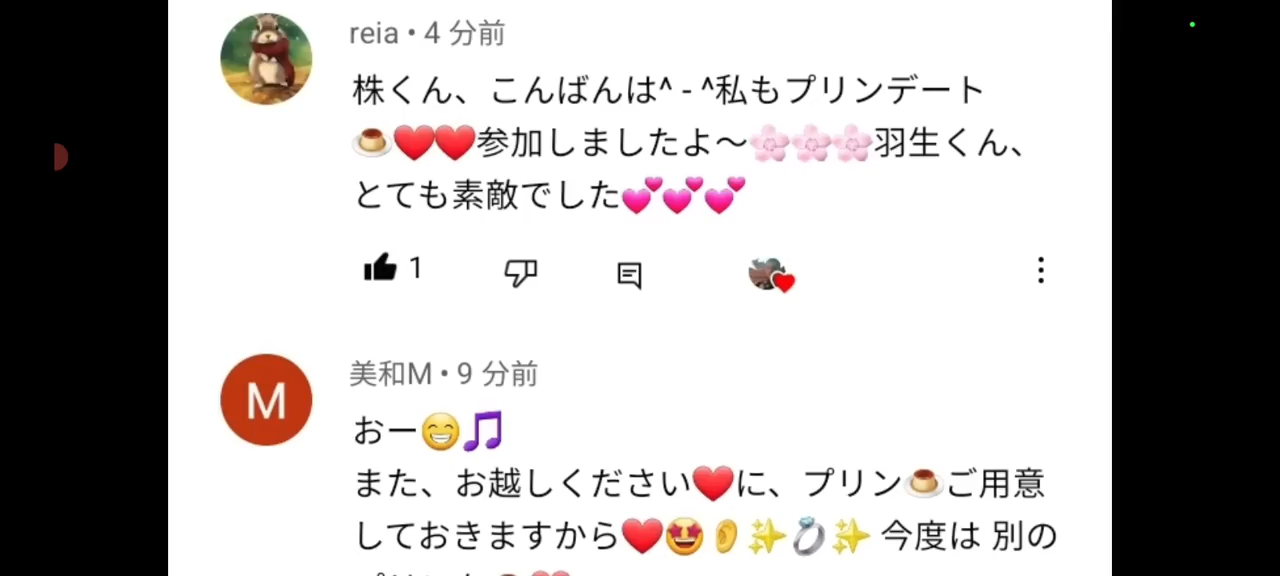 reia • 4 分前
株くん、こんばんは^ - ^私もプリンデート
🍮❤️❤️参加しましたよ〜🌸🌸🌸羽生くん、
とても素敵でした💕💕💕
1
M
美和M • 9 分前
おー😁🎵
また、お越しください❤️に、プリン🍮ご用意
しておきますから❤️🤩👂✨💍✨ 今度は 別の